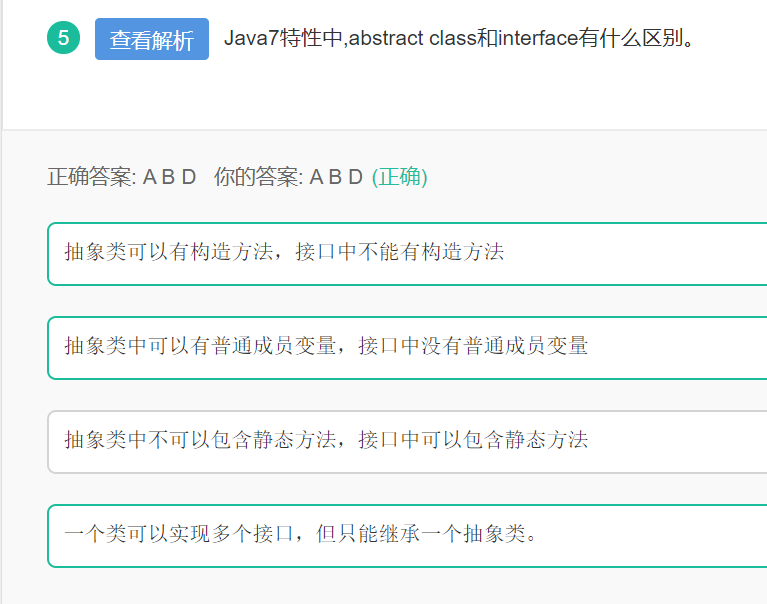 5 查看解析 Java7特性中,abstract class和interface有什么区别。
正确答案: A B D 你的答案: A B D (正确)
抽象类可以有构造方法，接口中不能有构造方法
抽象类中可以有普通成员变量，接口中没有普通成员变量
抽象类中不可以包含静态方法，接口中可以包含静态方法
一个类可以实现多个接口，但只能继承一个抽象类。